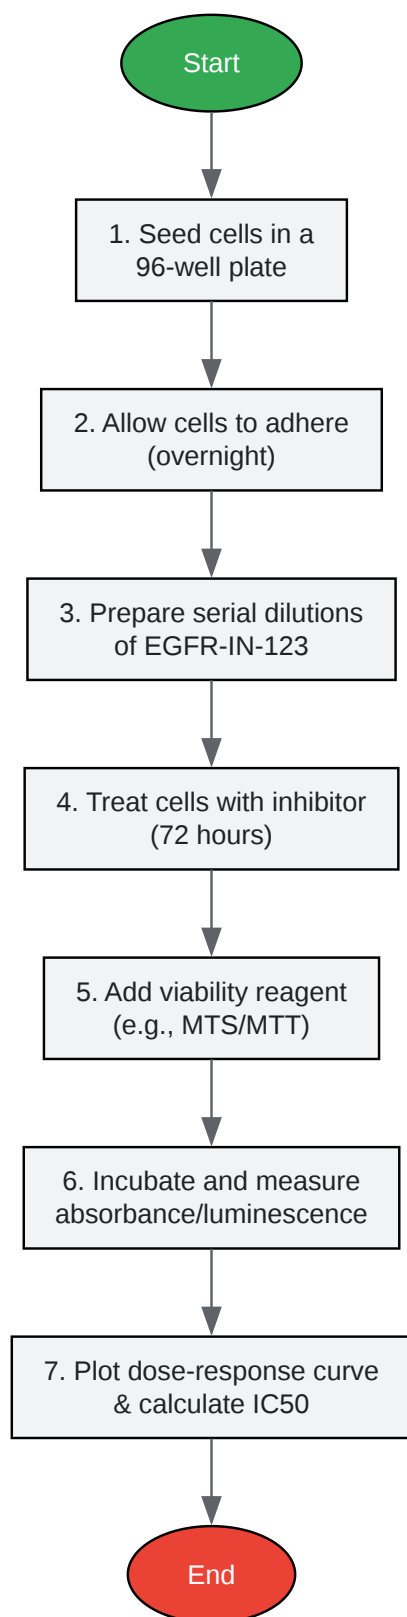 Start
1. Seed cells in a
96-well plate
2. Allow cells to adhere
(overnight)
3. Prepare serial dilutions
of EGFR-IN-123
4. Treat cells with inhibitor
(72 hours)
5. Add viability reagent
(e.g., MTS/MTT)
6. Incubate and measure
absorbance/luminescence
7. Plot dose-response curve
& calculate IC50
End